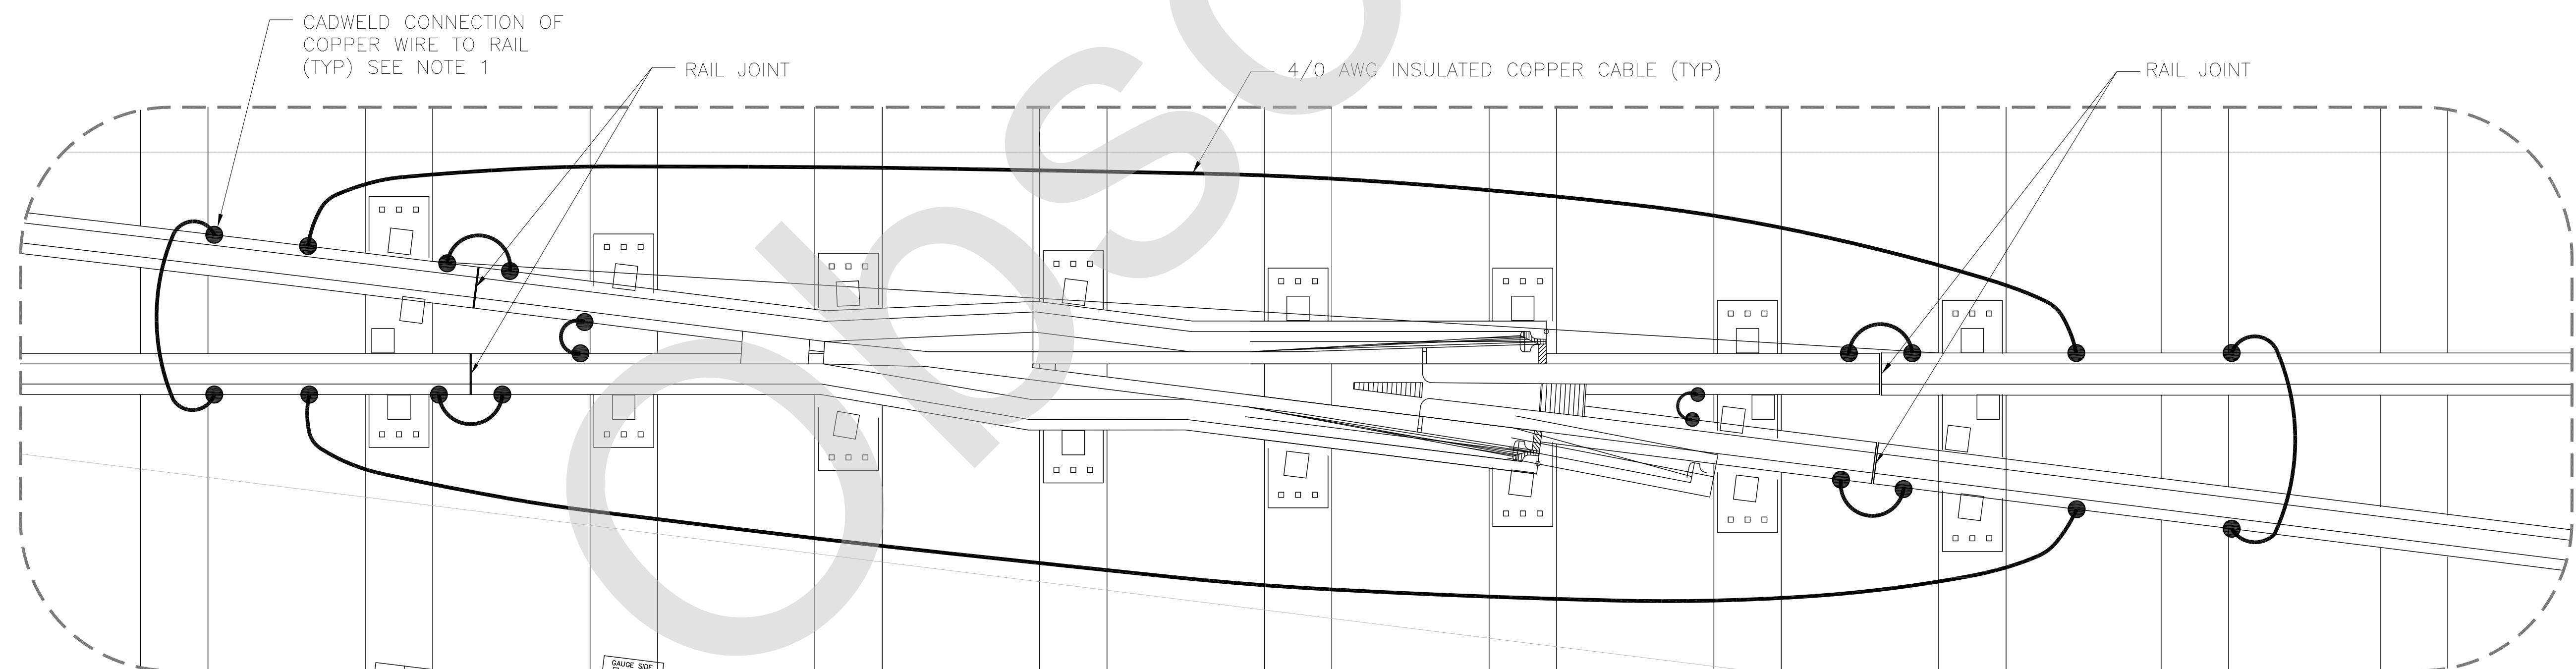 CADWELD CONNECTION OF
COPPER WIRE TO RAIL
(TYP) SEE NOTE 1
RAIL JOINT
4/0 AWG INSULATED COPPER CABLE (TYP)
RAIL JOINT
GAUGE SIDE